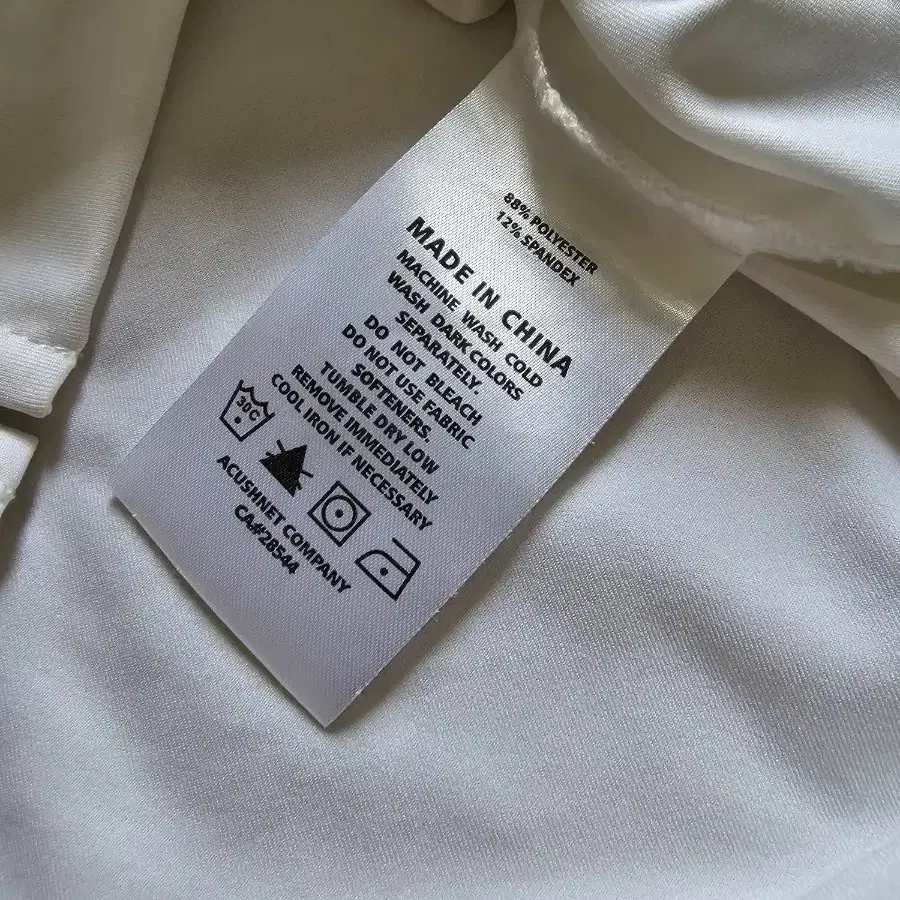 88% POLYESTER
12% SPANDEX
MADE IN CHINA
MACHINE WASH COLD
WASH DARK COLORS
SEPARATELY.
DO NOT BLEACH
DO NOT USE FABRIC
SOFTENERS.
TUMBLE DRY LOW
REMOVE IMMEDIATELY
COOL IRON IF NECESSARY
30C
ACUSHNET COMPANY
CA#28544